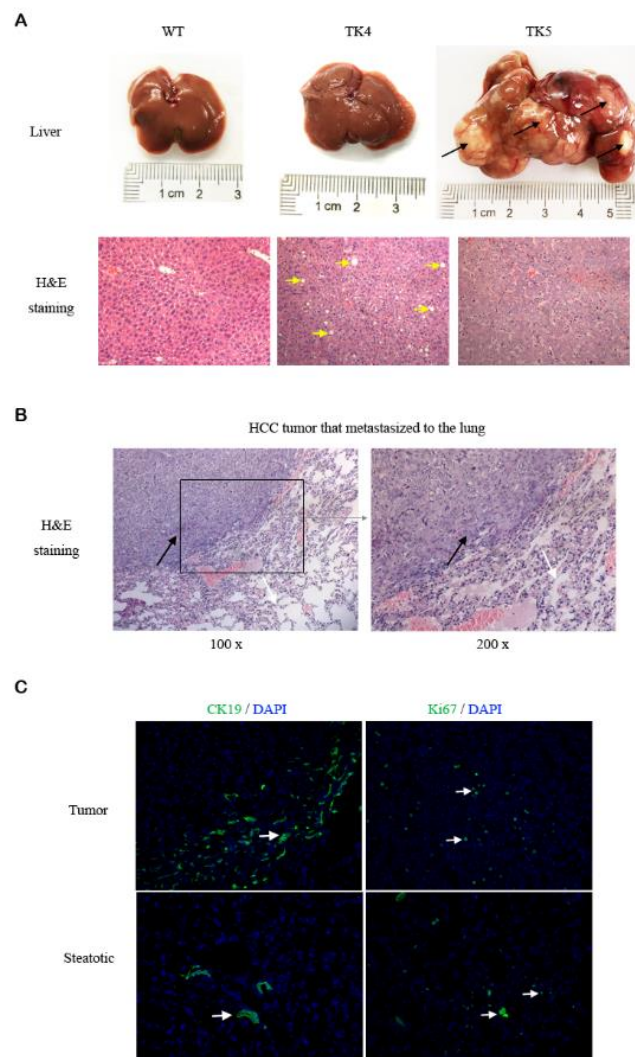 A
WT TK4 TK5
Liver
1 cm 2 3
1 cm 2 3
1 cm 2 3 4 5
H&E
staining
B
HCC tumor that metastasized to the lung
H&E
staining
100 x 200 x
C
CK19 / DAPI Ki67 / DAPI
Tumor
Steatotic